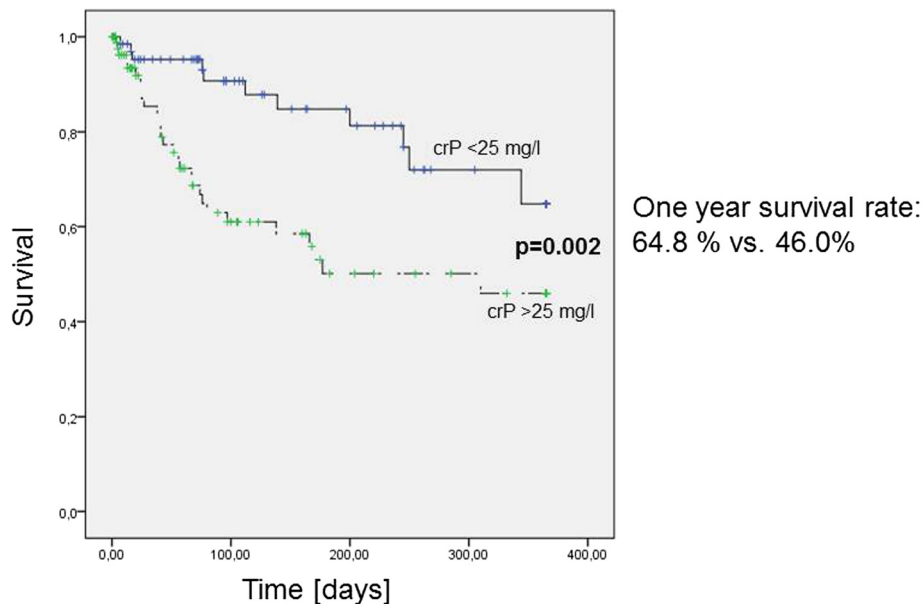 1,0
0,8
0,6
0,4
0,2
0,0
Survival
crP <25 mg/l
p=0.002
crP >25 mg/l
0,00 100,00 200,00 300,00 400,00
Time [days]
One year survival rate:
64.8 % vs. 46.0%